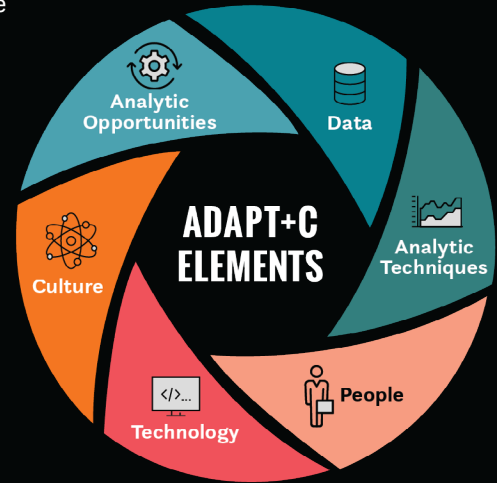 e
Analytic
Opportunities
Data
Analytic
Techniques
People
Technology
</>...
Culture
ADAPT+C
ELEMENTS